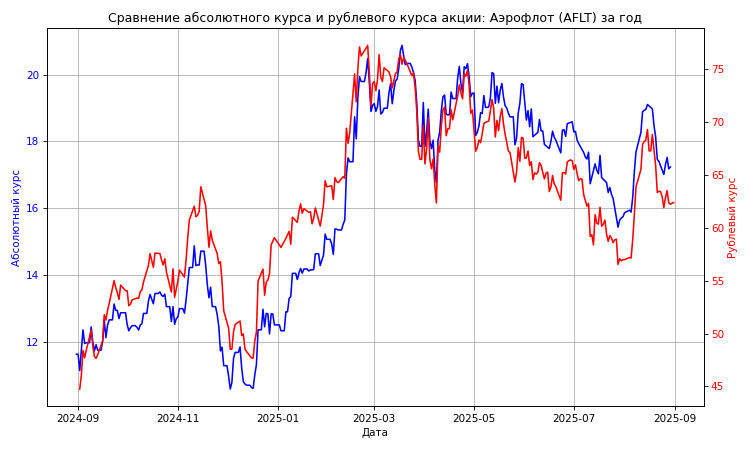 Сравнение абсолютного курса и рублевого курса акции: Аэрофлот (AFLT) за год
Абсолютный курс
20
18
16
14
12
75
70
65
60
55
50
45
Рублевый курс
2024-09 2024-11 2025-01 2025-03 2025-05 2025-07 2025-09
Дата